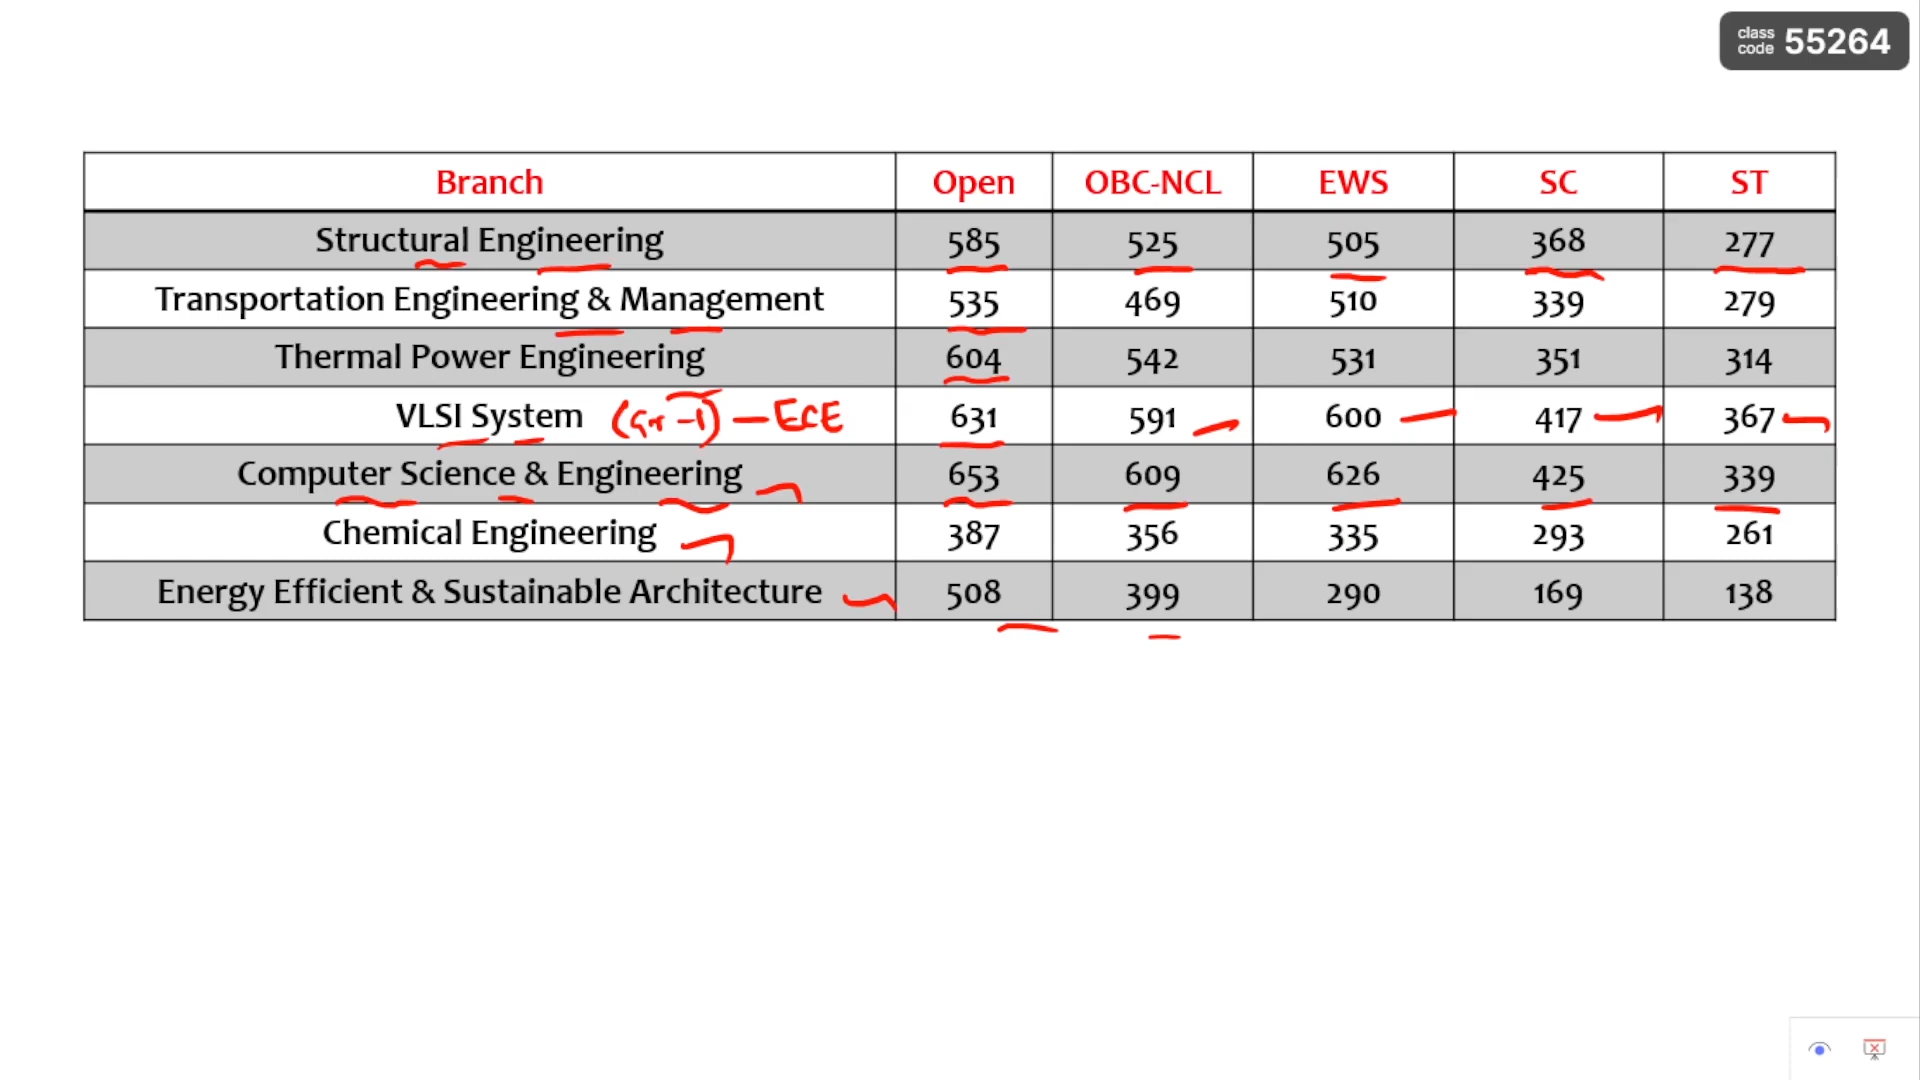 class code 55264
Branch Open OBC-NCL EWS SC ST
Structural Engineering 585 525 505 368 277
Transportation Engineering & Management 535 469 510 339 279
Thermal Power Engineering 604 542 531 351 314
VLSI System — ECE 631 591 600 417 367
Computer Science & Engineering 653 609 626 425 339
Chemical Engineering 387 356 335 293 261
Energy Efficient & Sustainable Architecture 508 399 290 169 138